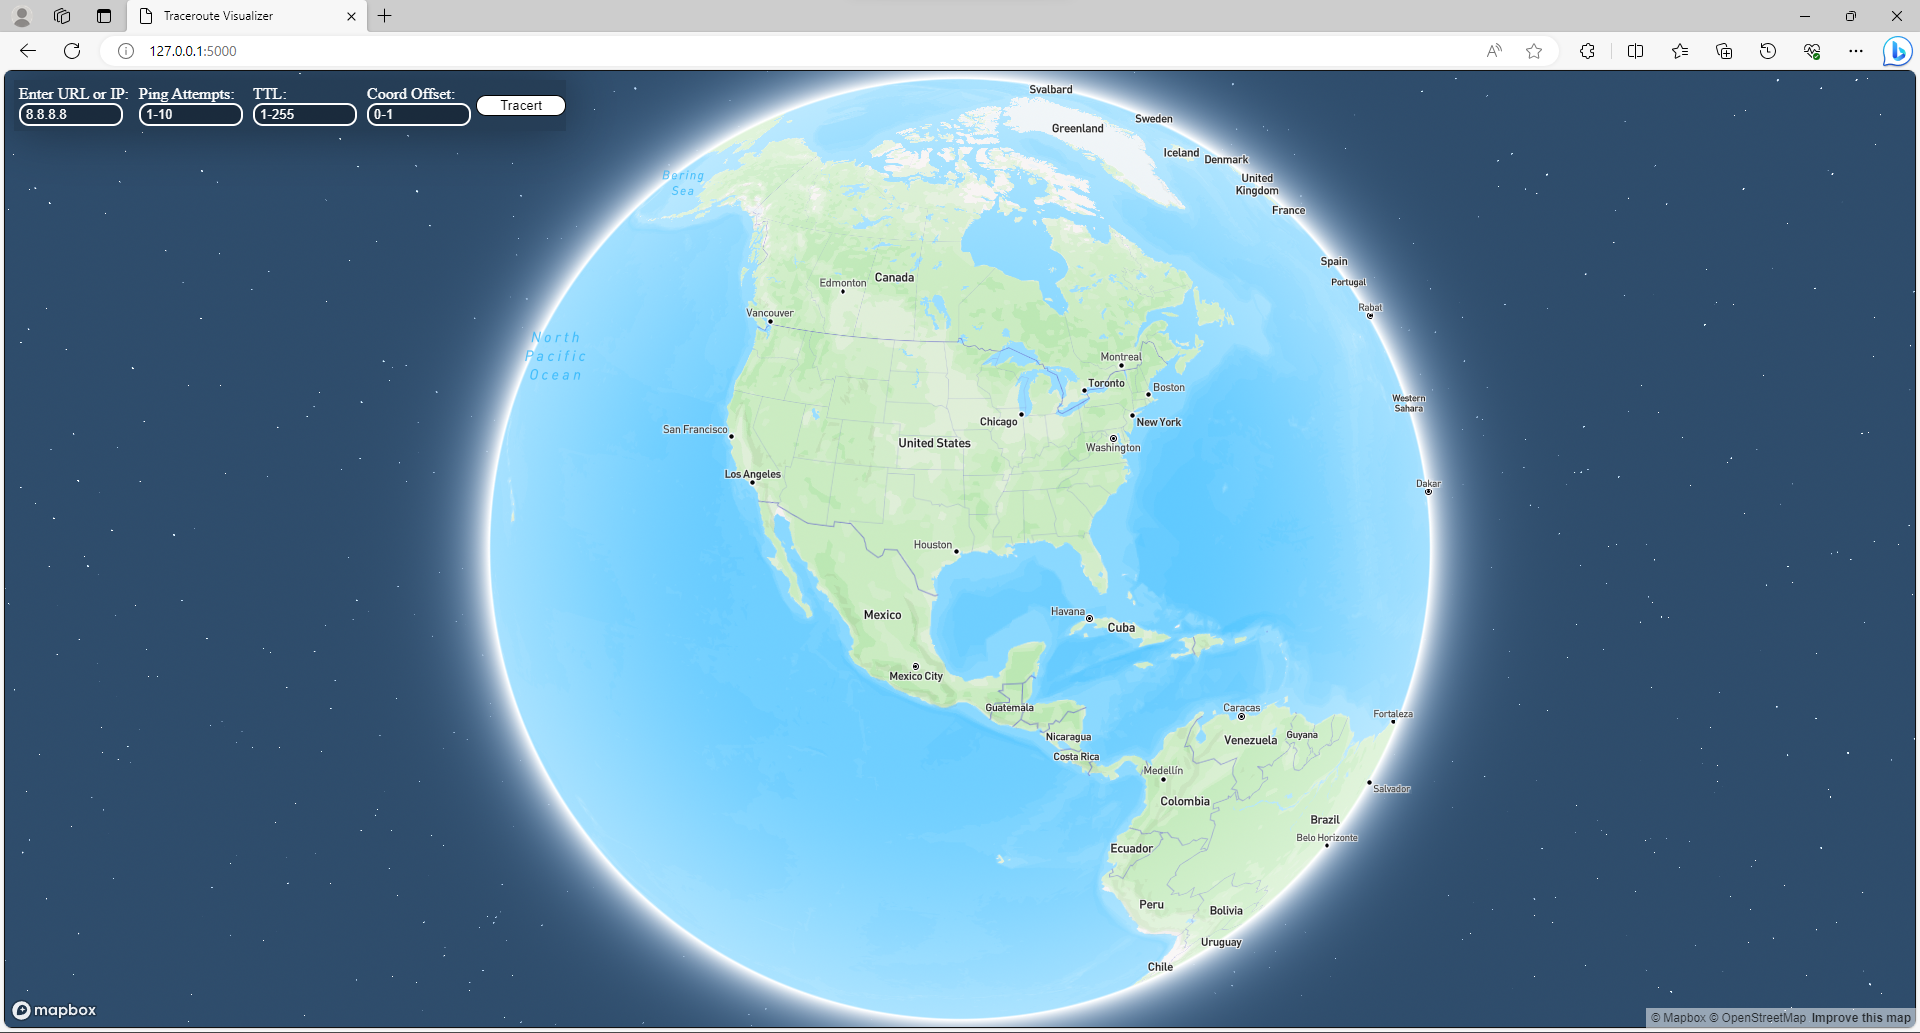 Traceroute Visualizer
127.0.0.1:5000
Enter URL or IP: Ping Attempts: TTL: Coord Offset:
8.8.8.8 1-10 1-255 0-1 Tracert
Svalbard
Sweden
Greenland
Iceland
Denmark
United
Kingdom
France
Bering
Sea
Spain
Portugal
Rabat
Edmonton
Canada
Vancouver
North
Pacific
Ocean
Montreal
Toronto
Boston
Western
Sahara
Chicago
New York
San Francisco
United States
Washington
Los Angeles
Dakar
Houston
Havana
Cuba
Mexico
Mexico City
Guatemala
Caracas
Fortaleza
Nicaragua
Venezuela
Guyana
Costa Rica
Medellín
Salvador
Colombia
Brazil
Belo Horizonte
Ecuador
Peru
Bolivia
Uruguay
Chile
mapbox
© Mapbox © OpenStreetMap Improve this map